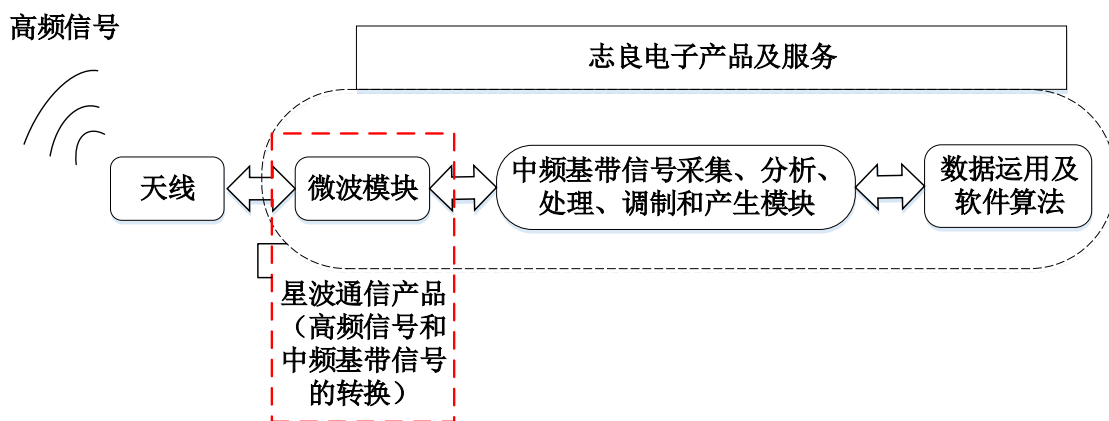 高频信号
志良电子产品及服务
天线
微波模块
中频基带信号采集、分析、
处理、调制和产生模块
数据运用及
软件算法
星波通信产品
（高频信号和
中频基带信号
的转换）